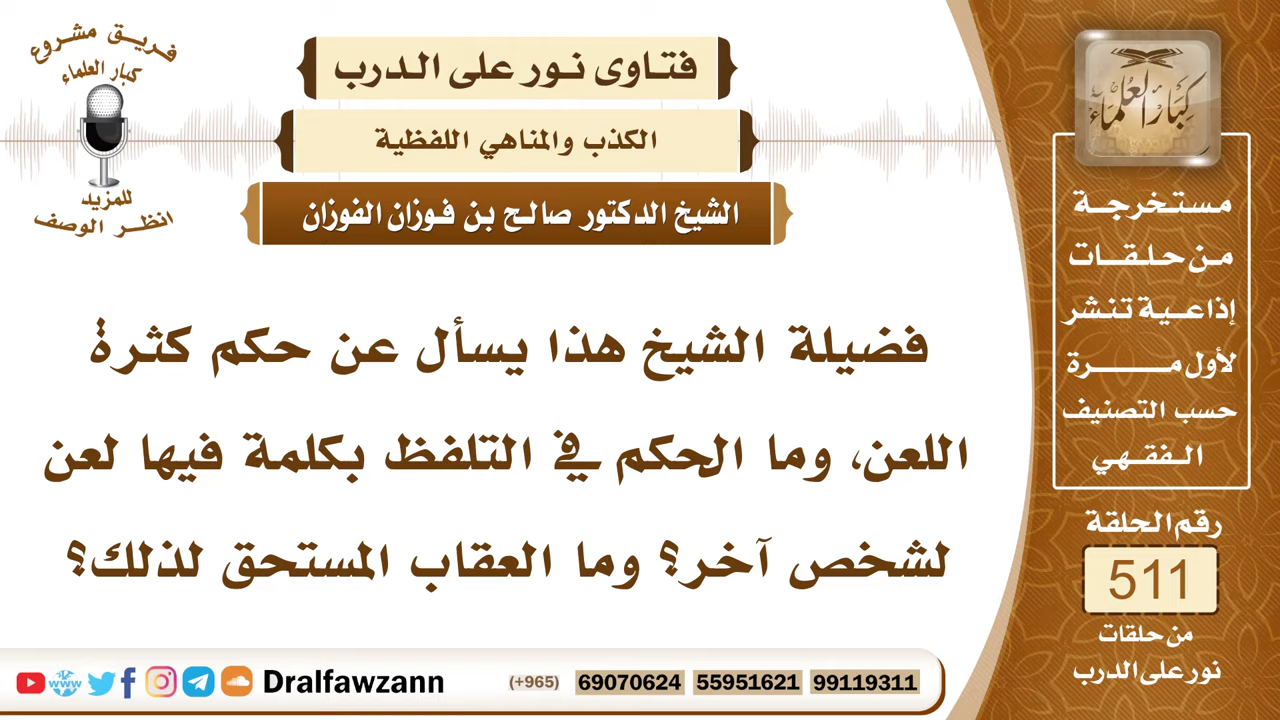 فريق مشروع
كبار العلماء
للمزيد
انظر الوصف
فتاوى نور على الدرب
الكذب والمناهي اللفظية
الشيخ الدكتور صالح بن فوزان الفوزان
فضيلة الشيخ هذا يسأل عن حكم كثرة
اللعن، وما الحكم في التلفظ بكلمة فيها لعن
لشخص آخر؟ وما العقاب المستحق لذلك؟
كبار العلماء
مستخرجة
من حلقات
إذاعية تنشر
لأول مرة
حسب التصنيف
الفقهي
رقم الحلقة
511
من حلقات
نور على الدرب
www Dralfawzann (+965) 69070624 55951621 99119311